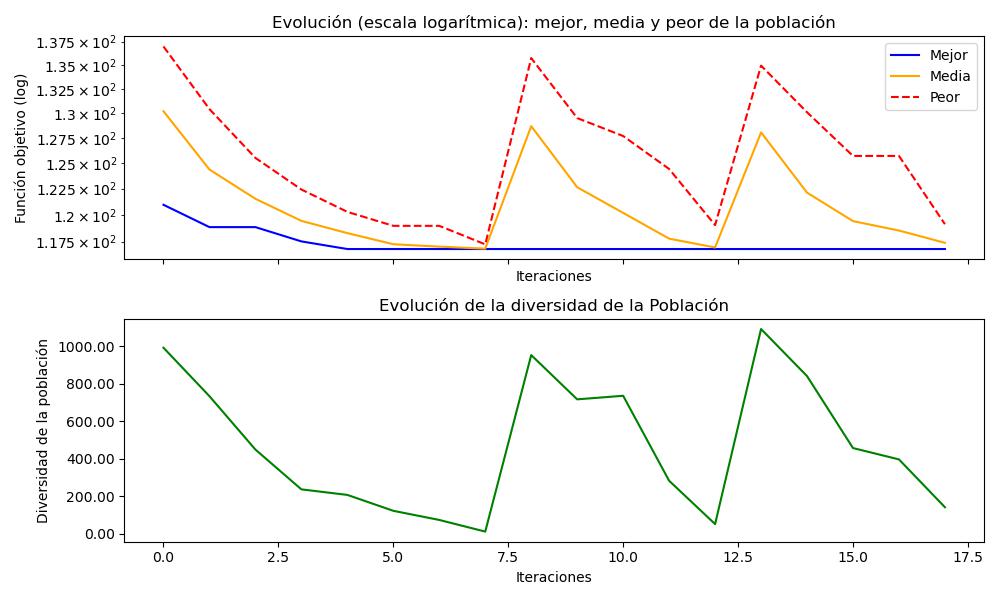 Evolución (escala logarítmica): mejor, media y peor de la población
Función objetivo (log)
1.375 × 10²
1.35 × 10²
1.325 × 10²
1.3 × 10²
1.275 × 10²
1.25 × 10²
1.225 × 10²
1.2 × 10²
1.175 × 10²
Mejor
Media
Peor
Iteraciones
Evolución de la diversidad de la Población
Diversidad de la población
1000.00
800.00
600.00
400.00
200.00
0.00
0.0 2.5 5.0 7.5 10.0 12.5 15.0 17.5
Iteraciones